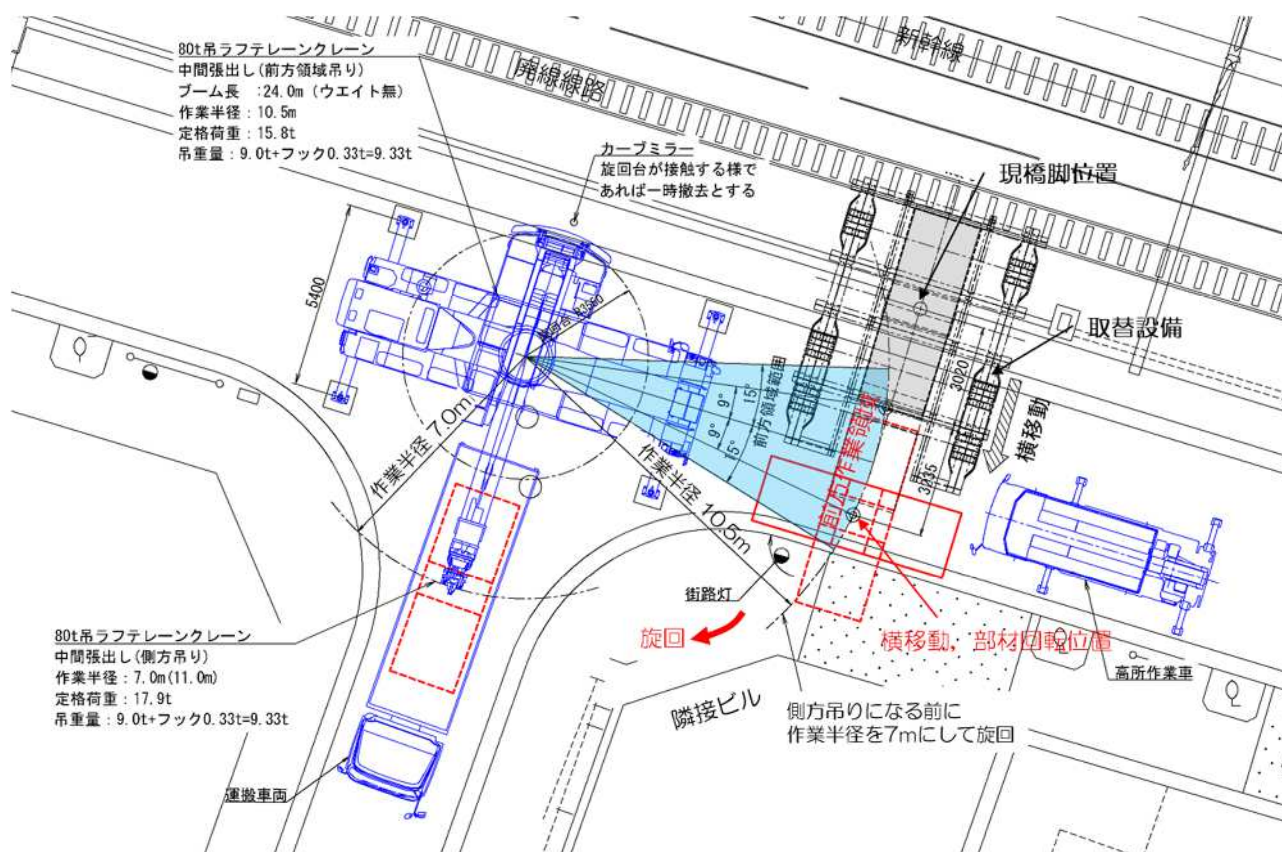 80t吊ラフテレーンクレーン
中間張出し(前方領域吊り)
ブーム長 :24.0m (ウエイト無)
作業半径:10.5m
定格荷重:15.8t
吊重量:9.0t+フック0.33t=9.33t
新幹線
廃線線路
カーブミラー
旋回台が接触する様で
あれば一時撤去とする
現橋脚位置
取替設備
5400
3020
横移動
3235
9°
15°
9°
15°
前方領域範囲
前方作業領域
作業半径 7.0m
作業半径 10.5m
街路灯
旋回
横移動, 部材回転位置
高所作業車
80t吊ラフテレーンクレーン
中間張出し(側方吊り)
作業半径:7.0m(11.0m)
定格荷重:17.9t
吊重量:9.0t+フック0.33t=9.33t
隣接ビル
側方吊りになる前に
作業半径を7mにして旋回
運搬車両